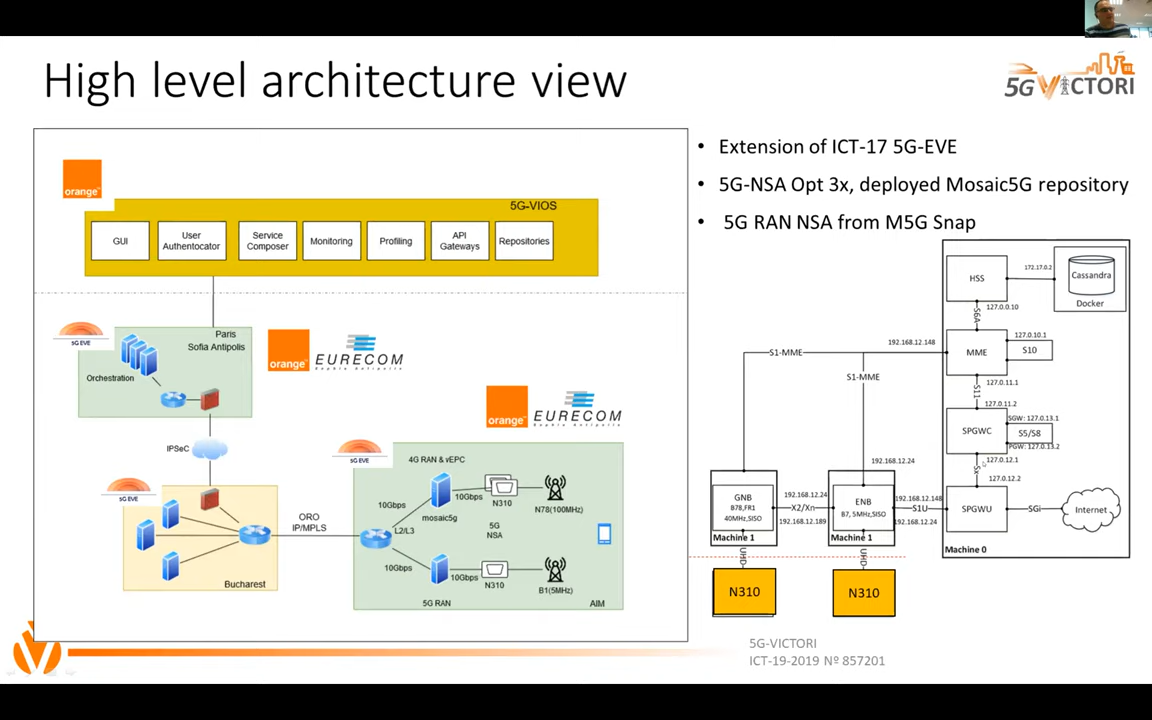 High level architecture view
5G VICTORI
orange™
5G-VIOS
GUI
User
Authentocator
Service
Composer
Monitoring
Profiling
API
Gateways
Repositories
5G EVE
Paris
Sofia Antipolis
Orchestration
orange™
EURECOM
Sophia Antipolis
IPSeC
5G EVE
Bucharest
ORO
IP/MPLS
orange™
EURECOM
Sophia Antipolis
5G EVE
4G RAN & vEPC
10Gbps
mosaic5g
10Gbps
N310
N78(100MHz)
L2/L3
5G
NSA
10Gbps
10Gbps
N310
B1(5MHz)
5G RAN
AIM
• Extension of ICT-17 5G-EVE
• 5G-NSA Opt 3x, deployed Mosaic5G repository
• 5G RAN NSA from M5G Snap
HSS
172.17.0.2
Cassandra
Docker
127.0.0.10
S6A
127.0.10.1
192.168.12.148
MME
S10
S1-MME
S1-MME
S11
127.0.11.1
127.0.11.2
SGW: 127.0.13.1
SPGWC
S5/S8
PGW: 127.0.13.2
127.0.12.1
Sx
127.0.12.2
192.168.12.24
GNB
B78,FR1
40MHz,SISO
Machine 1
192.168.12.24
X2/Xn
192.168.12.189
ENB
B7, 5MHz,SISO
Machine 1
192.168.12.148
S1U
192.168.12.24
SPGWU
SGi
Internet
Machine 0
UHD
UHD
N310
N310
5G-VICTORI
ICT-19-2019 Nº 857201